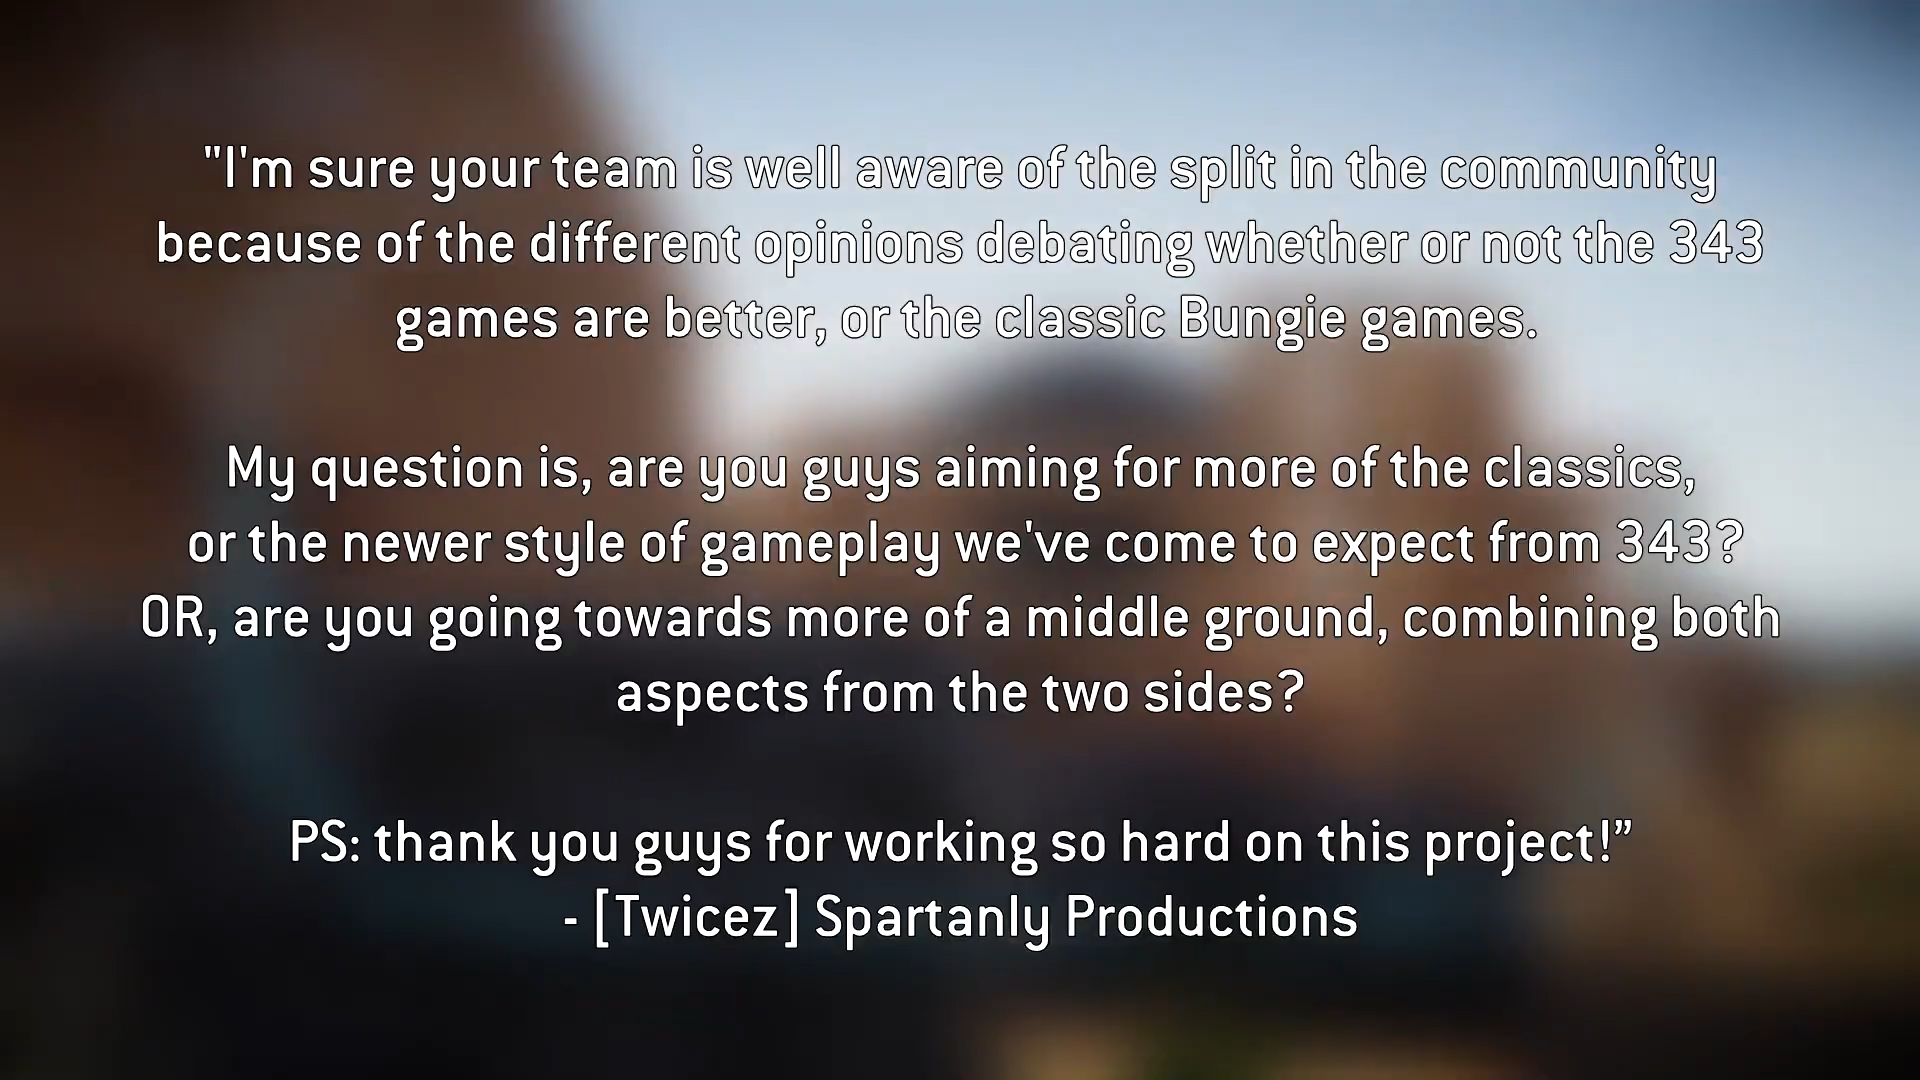 "I'm sure your team is well aware of the split in the community
because of the different opinions debating whether or not the 343
games are better, or the classic Bungie games.
My question is, are you guys aiming for more of the classics,
or the newer style of gameplay we've come to expect from 343?
OR, are you going towards more of a middle ground, combining both
aspects from the two sides?
PS: thank you guys for working so hard on this project!”
- [Twicez] Spartanly Productions